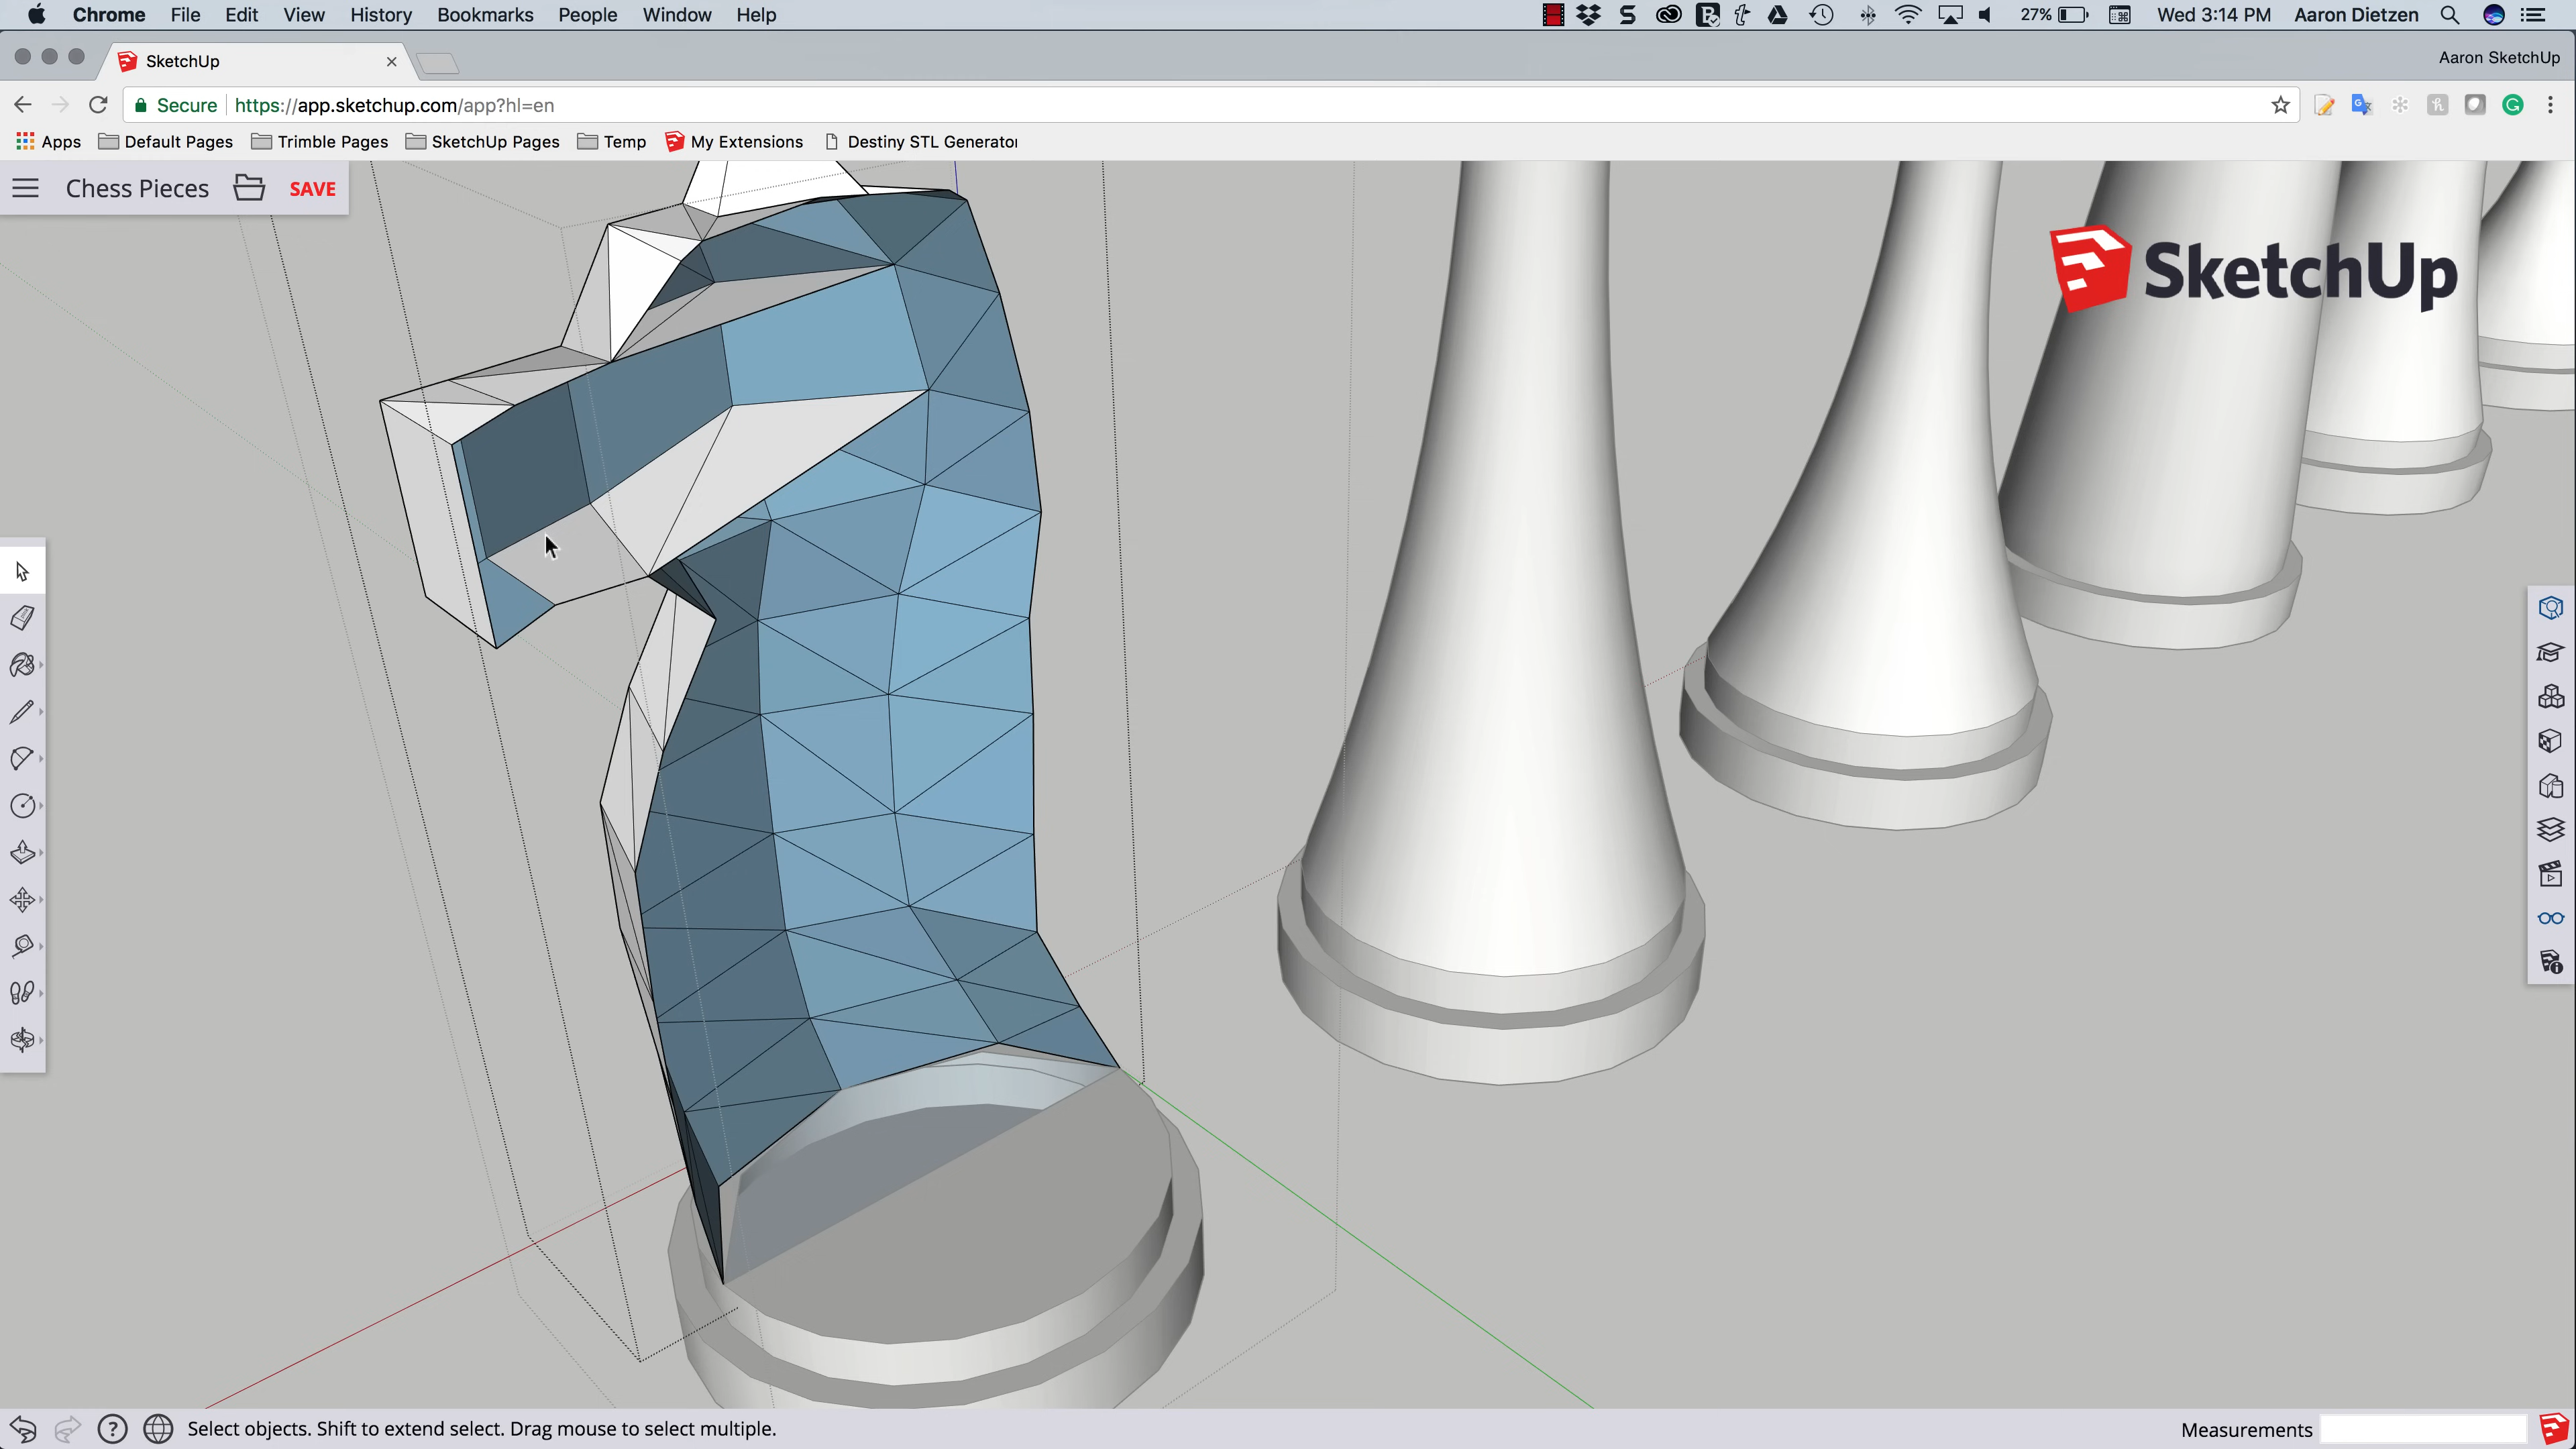 Chrome File Edit View History Bookmarks People Window Help 27% Wed 3:14 PM Aaron Dietzen
SketchUp Aaron SketchUp
Secure https://app.sketchup.com/app?hl=en
Apps Default Pages Trimble Pages SketchUp Pages Temp My Extensions Destiny STL Generator
Chess Pieces SAVE
SketchUp
Select objects. Shift to extend select. Drag mouse to select multiple. Measurements